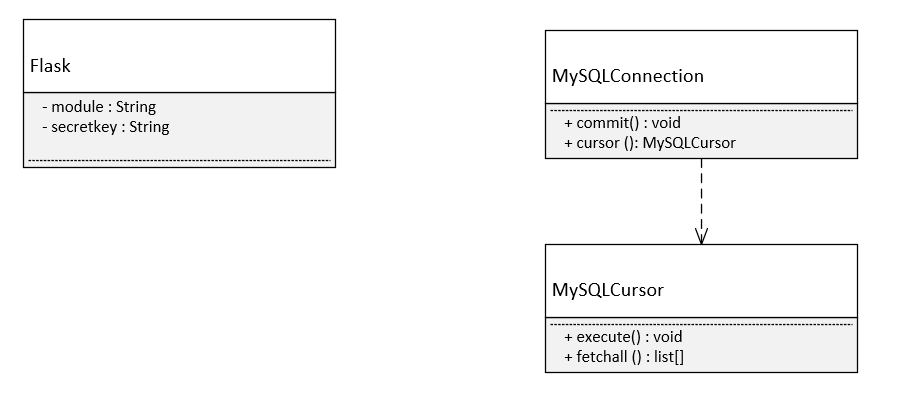 Flask
- module : String
- secretkey : String
MySQLConnection
+ commit() : void
+ cursor (): MySQLCursor
MySQLCursor
+ execute() : void
+ fetchall () : list[]